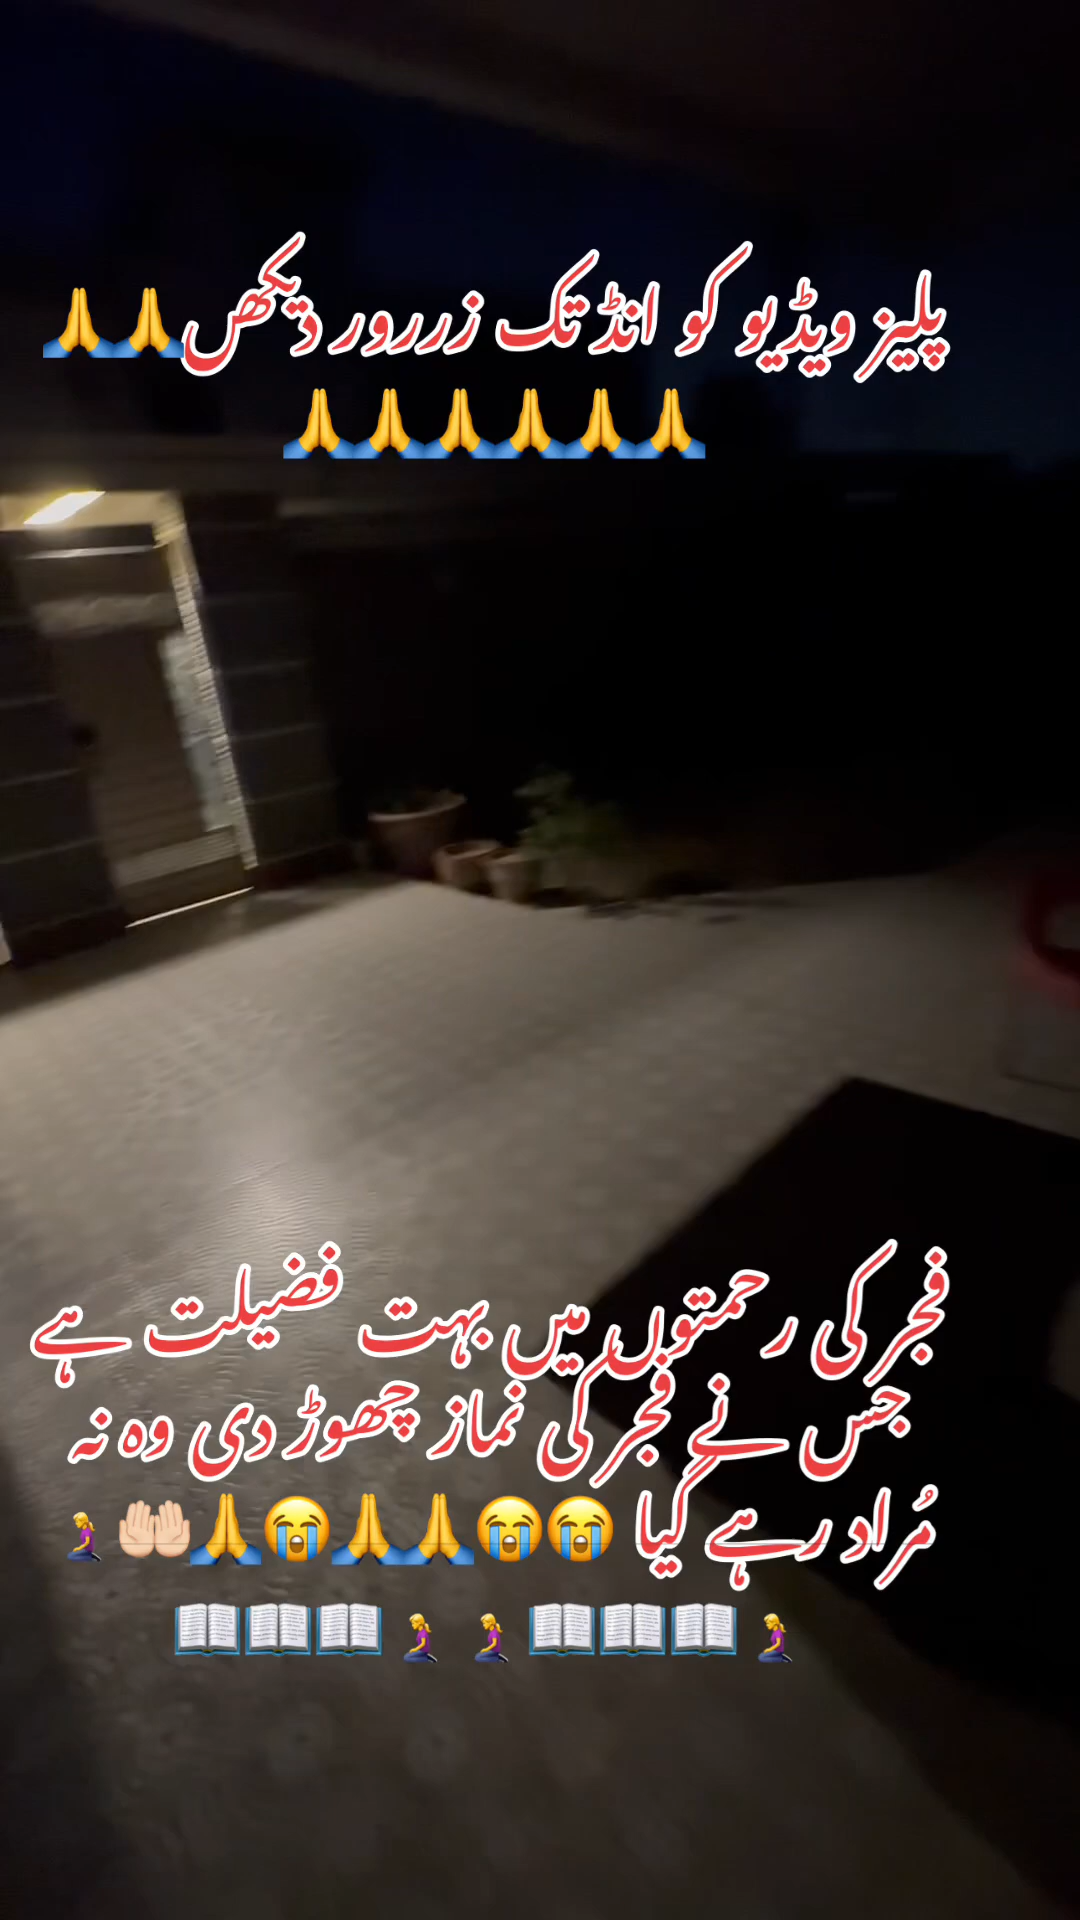 پلیز ویڈیو کو انڈ تک زررور دیکھں🙏🙏
🙏🙏🙏🙏🙏🙏
فجر کی رحمتوں میں بہت فضیلت ہے
جس نے فجر کی نماز چھوڑ دی وہ نہ
مُراد رہے گیا 😭😭🙏🙏😭🙏🤲🏻🧎‍♀️
🧎‍♀️📖📖📖🧎‍♀️🧎‍♀️📖📖📖